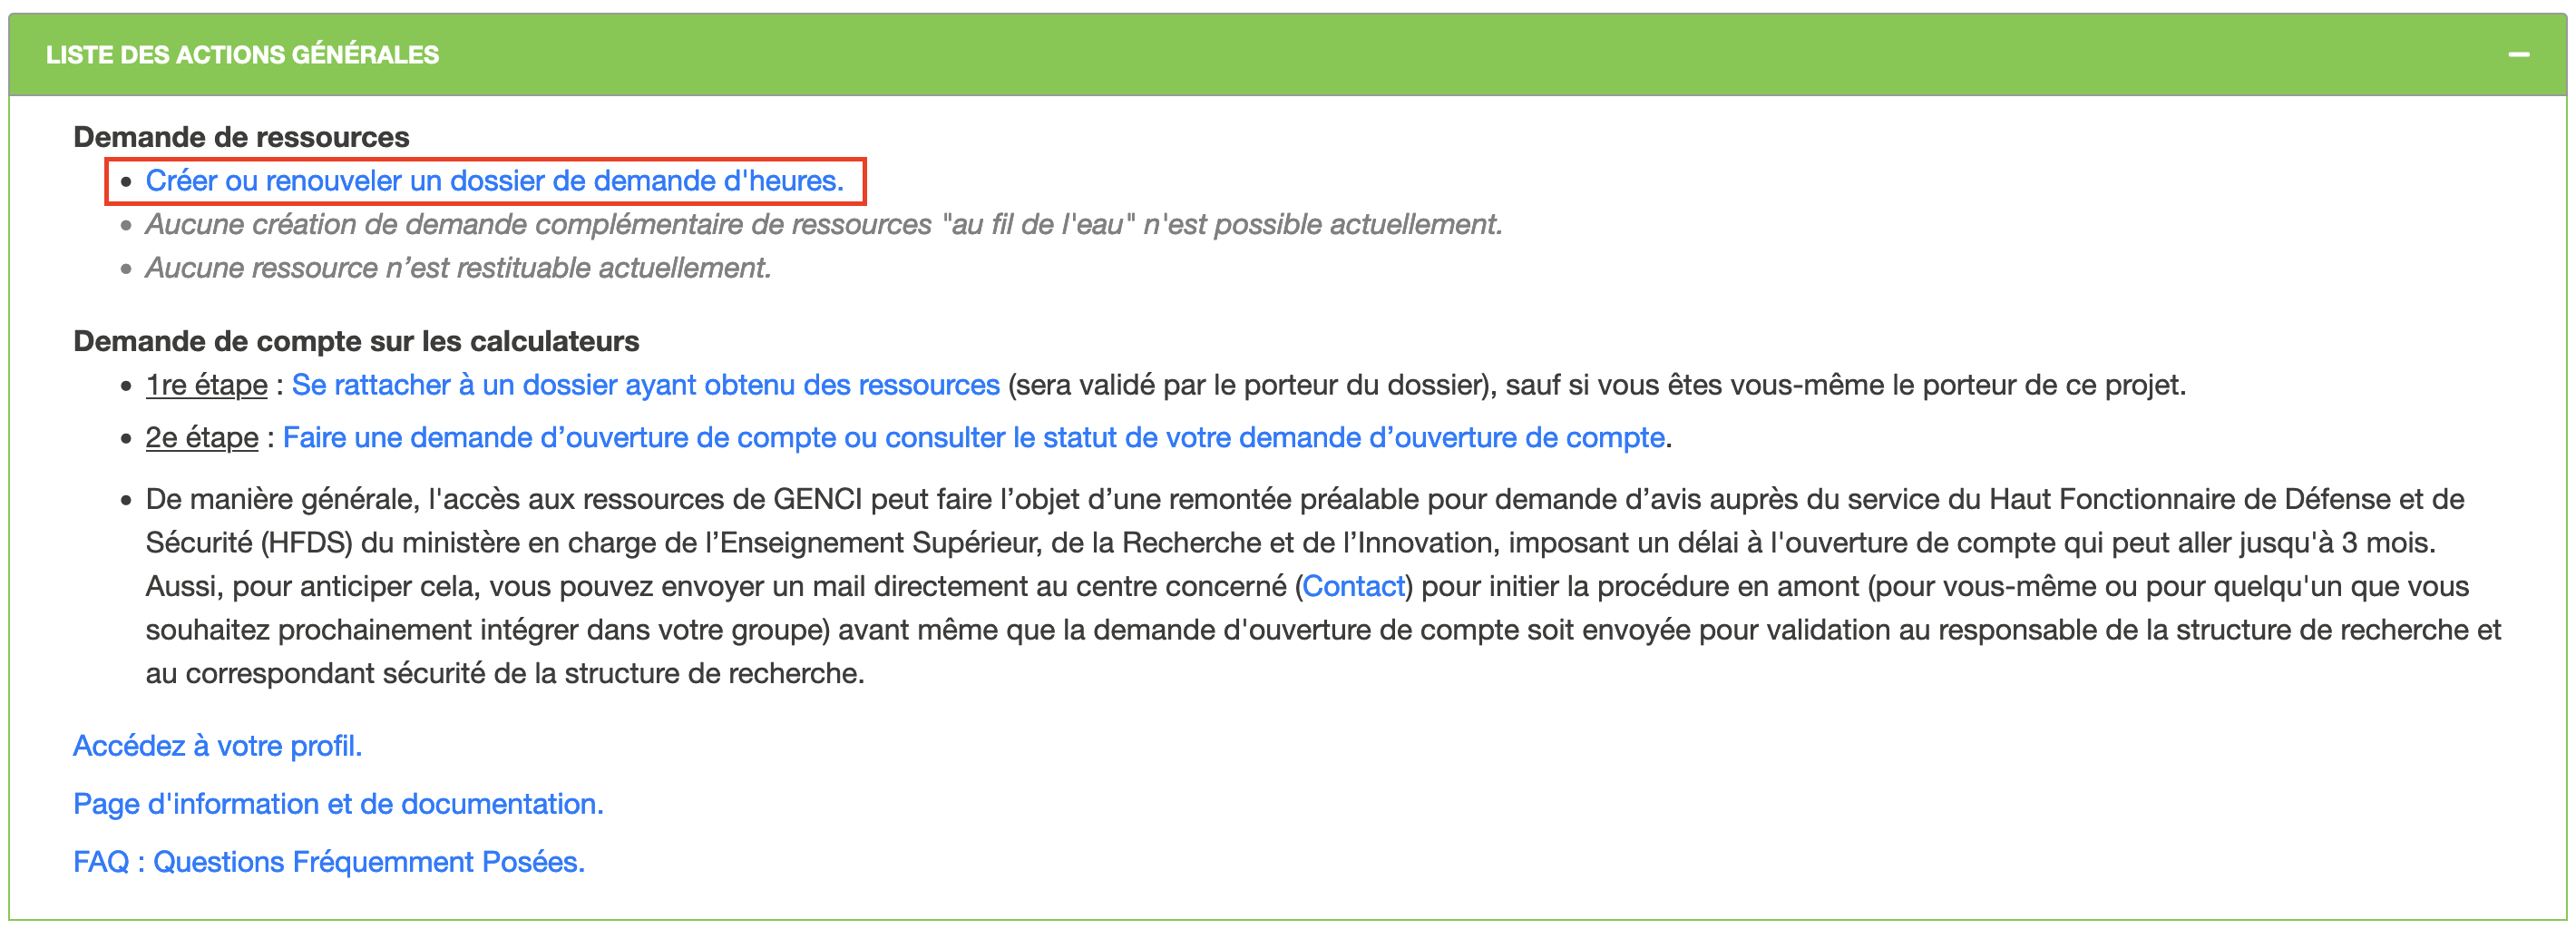 LISTE DES ACTIONS GÉNÉRALES
Demande de ressources
• Créer ou renouveler un dossier de demande d'heures.
• Aucune création de demande complémentaire de ressources "au fil de l'eau" n'est possible actuellement.
• Aucune ressource n’est restituable actuellement.
Demande de compte sur les calculateurs
• 1re étape : Se rattacher à un dossier ayant obtenu des ressources (sera validé par le porteur du dossier), sauf si vous êtes vous-même le porteur de ce projet.
• 2e étape : Faire une demande d’ouverture de compte ou consulter le statut de votre demande d’ouverture de compte.
• De manière générale, l'accès aux ressources de GENCI peut faire l’objet d’une remontée préalable pour demande d’avis auprès du service du Haut Fonctionnaire de Défense et de
Sécurité (HFDS) du ministère en charge de l’Enseignement Supérieur, de la Recherche et de l’Innovation, imposant un délai à l'ouverture de compte qui peut aller jusqu'à 3 mois.
Aussi, pour anticiper cela, vous pouvez envoyer un mail directement au centre concerné (Contact) pour initier la procédure en amont (pour vous-même ou pour quelqu'un que vous
souhaitez prochainement intégrer dans votre groupe) avant même que la demande d'ouverture de compte soit envoyée pour validation au responsable de la structure de recherche et
au correspondant sécurité de la structure de recherche.
Accédez à votre profil.
Page d'information et de documentation.
FAQ : Questions Fréquemment Posées.